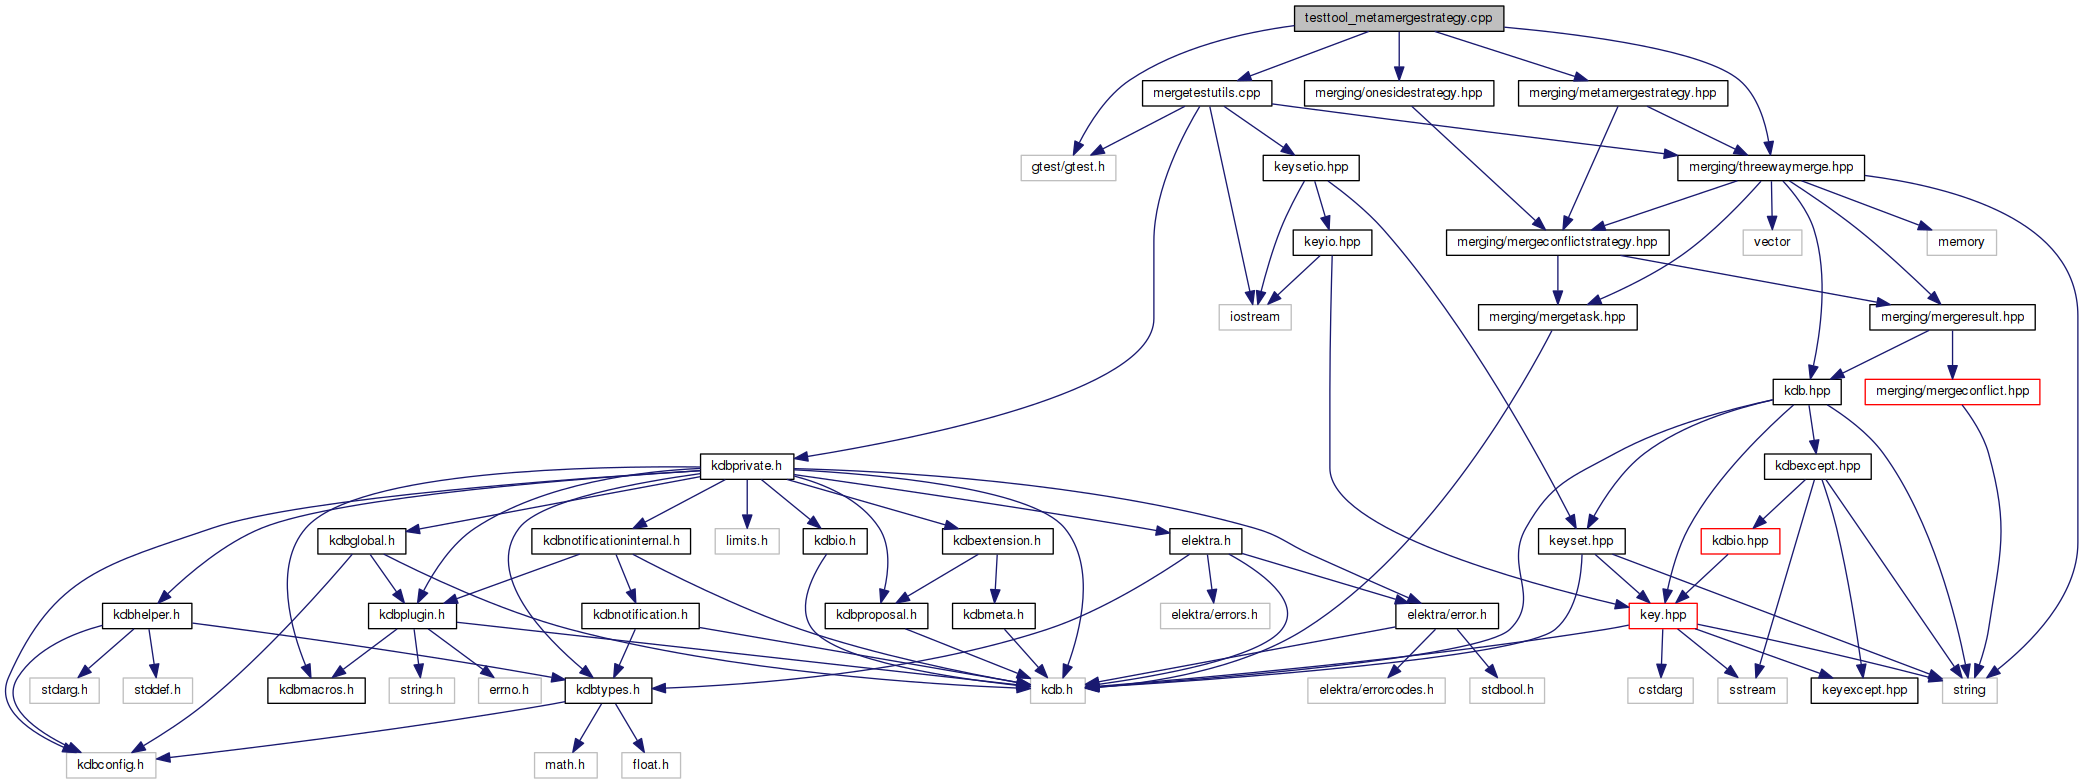 testtool_metamergestrategy.cpp
mergetestutils.cpp
merging/onesidestrategy.hpp
merging/metamergestrategy.hpp
gtest/gtest.h
keysetio.hpp
merging/threewaymerge.hpp
keyio.hpp
merging/mergeconflictstrategy.hpp
vector
memory
iostream
merging/mergetask.hpp
merging/mergeresult.hpp
kdb.hpp
merging/mergeconflict.hpp
kdbprivate.h
kdbexcept.hpp
kdbglobal.h
kdbnotificationinternal.h
limits.h
kdbio.h
kdbextension.h
elektra.h
keyset.hpp
kdbio.hpp
kdbhelper.h
kdbplugin.h
kdbnotification.h
kdbproposal.h
kdbmeta.h
elektra/errors.h
elektra/error.h
key.hpp
stdarg.h
stddef.h
kdbmacros.h
string.h
errno.h
kdbtypes.h
kdb.h
elektra/errorcodes.h
stdbool.h
cstdarg
sstream
keyexcept.hpp
string
kdbconfig.h
math.h
float.h